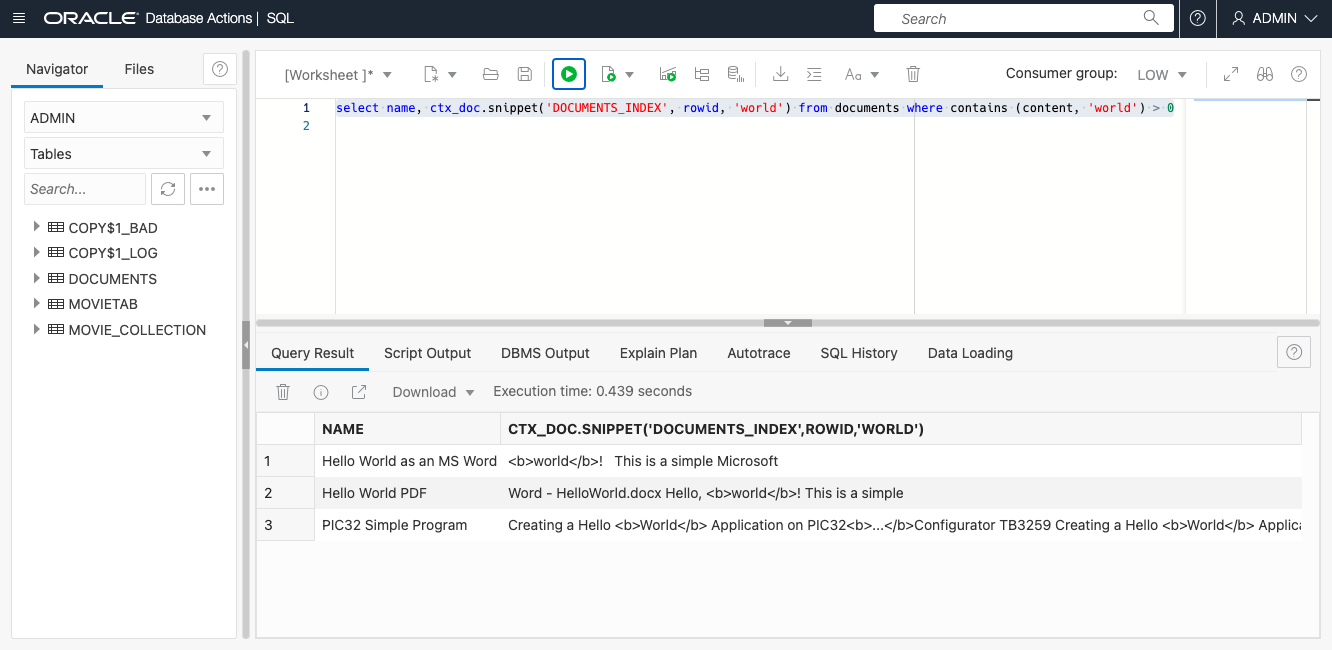 ORACLE Database Actions | SQL
Search
ADMIN
Navigator
Files
ADMIN
Tables
Search...
COPY$1_BAD
COPY$1_LOG
DOCUMENTS
MOVIETAB
MOVIE_COLLECTION
[Worksheet ]*
Aa
Consumer group:
LOW
1 select name, ctx_doc.snippet('DOCUMENTS_INDEX', rowid, 'world') from documents where contains (content, 'world') > 0
2
Query Result
Script Output
DBMS Output
Explain Plan
Autotrace
SQL History
Data Loading
Download
Execution time: 0.439 seconds
NAME CTX_DOC.SNIPPET('DOCUMENTS_INDEX',ROWID,'WORLD')
1 Hello World as an MS Word <b>world</b>!   This is a simple Microsoft
2 Hello World PDF Word - HelloWorld.docx Hello, <b>world</b>! This is a simple
3 PIC32 Simple Program Creating a Hello <b>World</b> Application on PIC32<b>...</b>Configurator TB3259 Creating a Hello <b>World</b> Applica